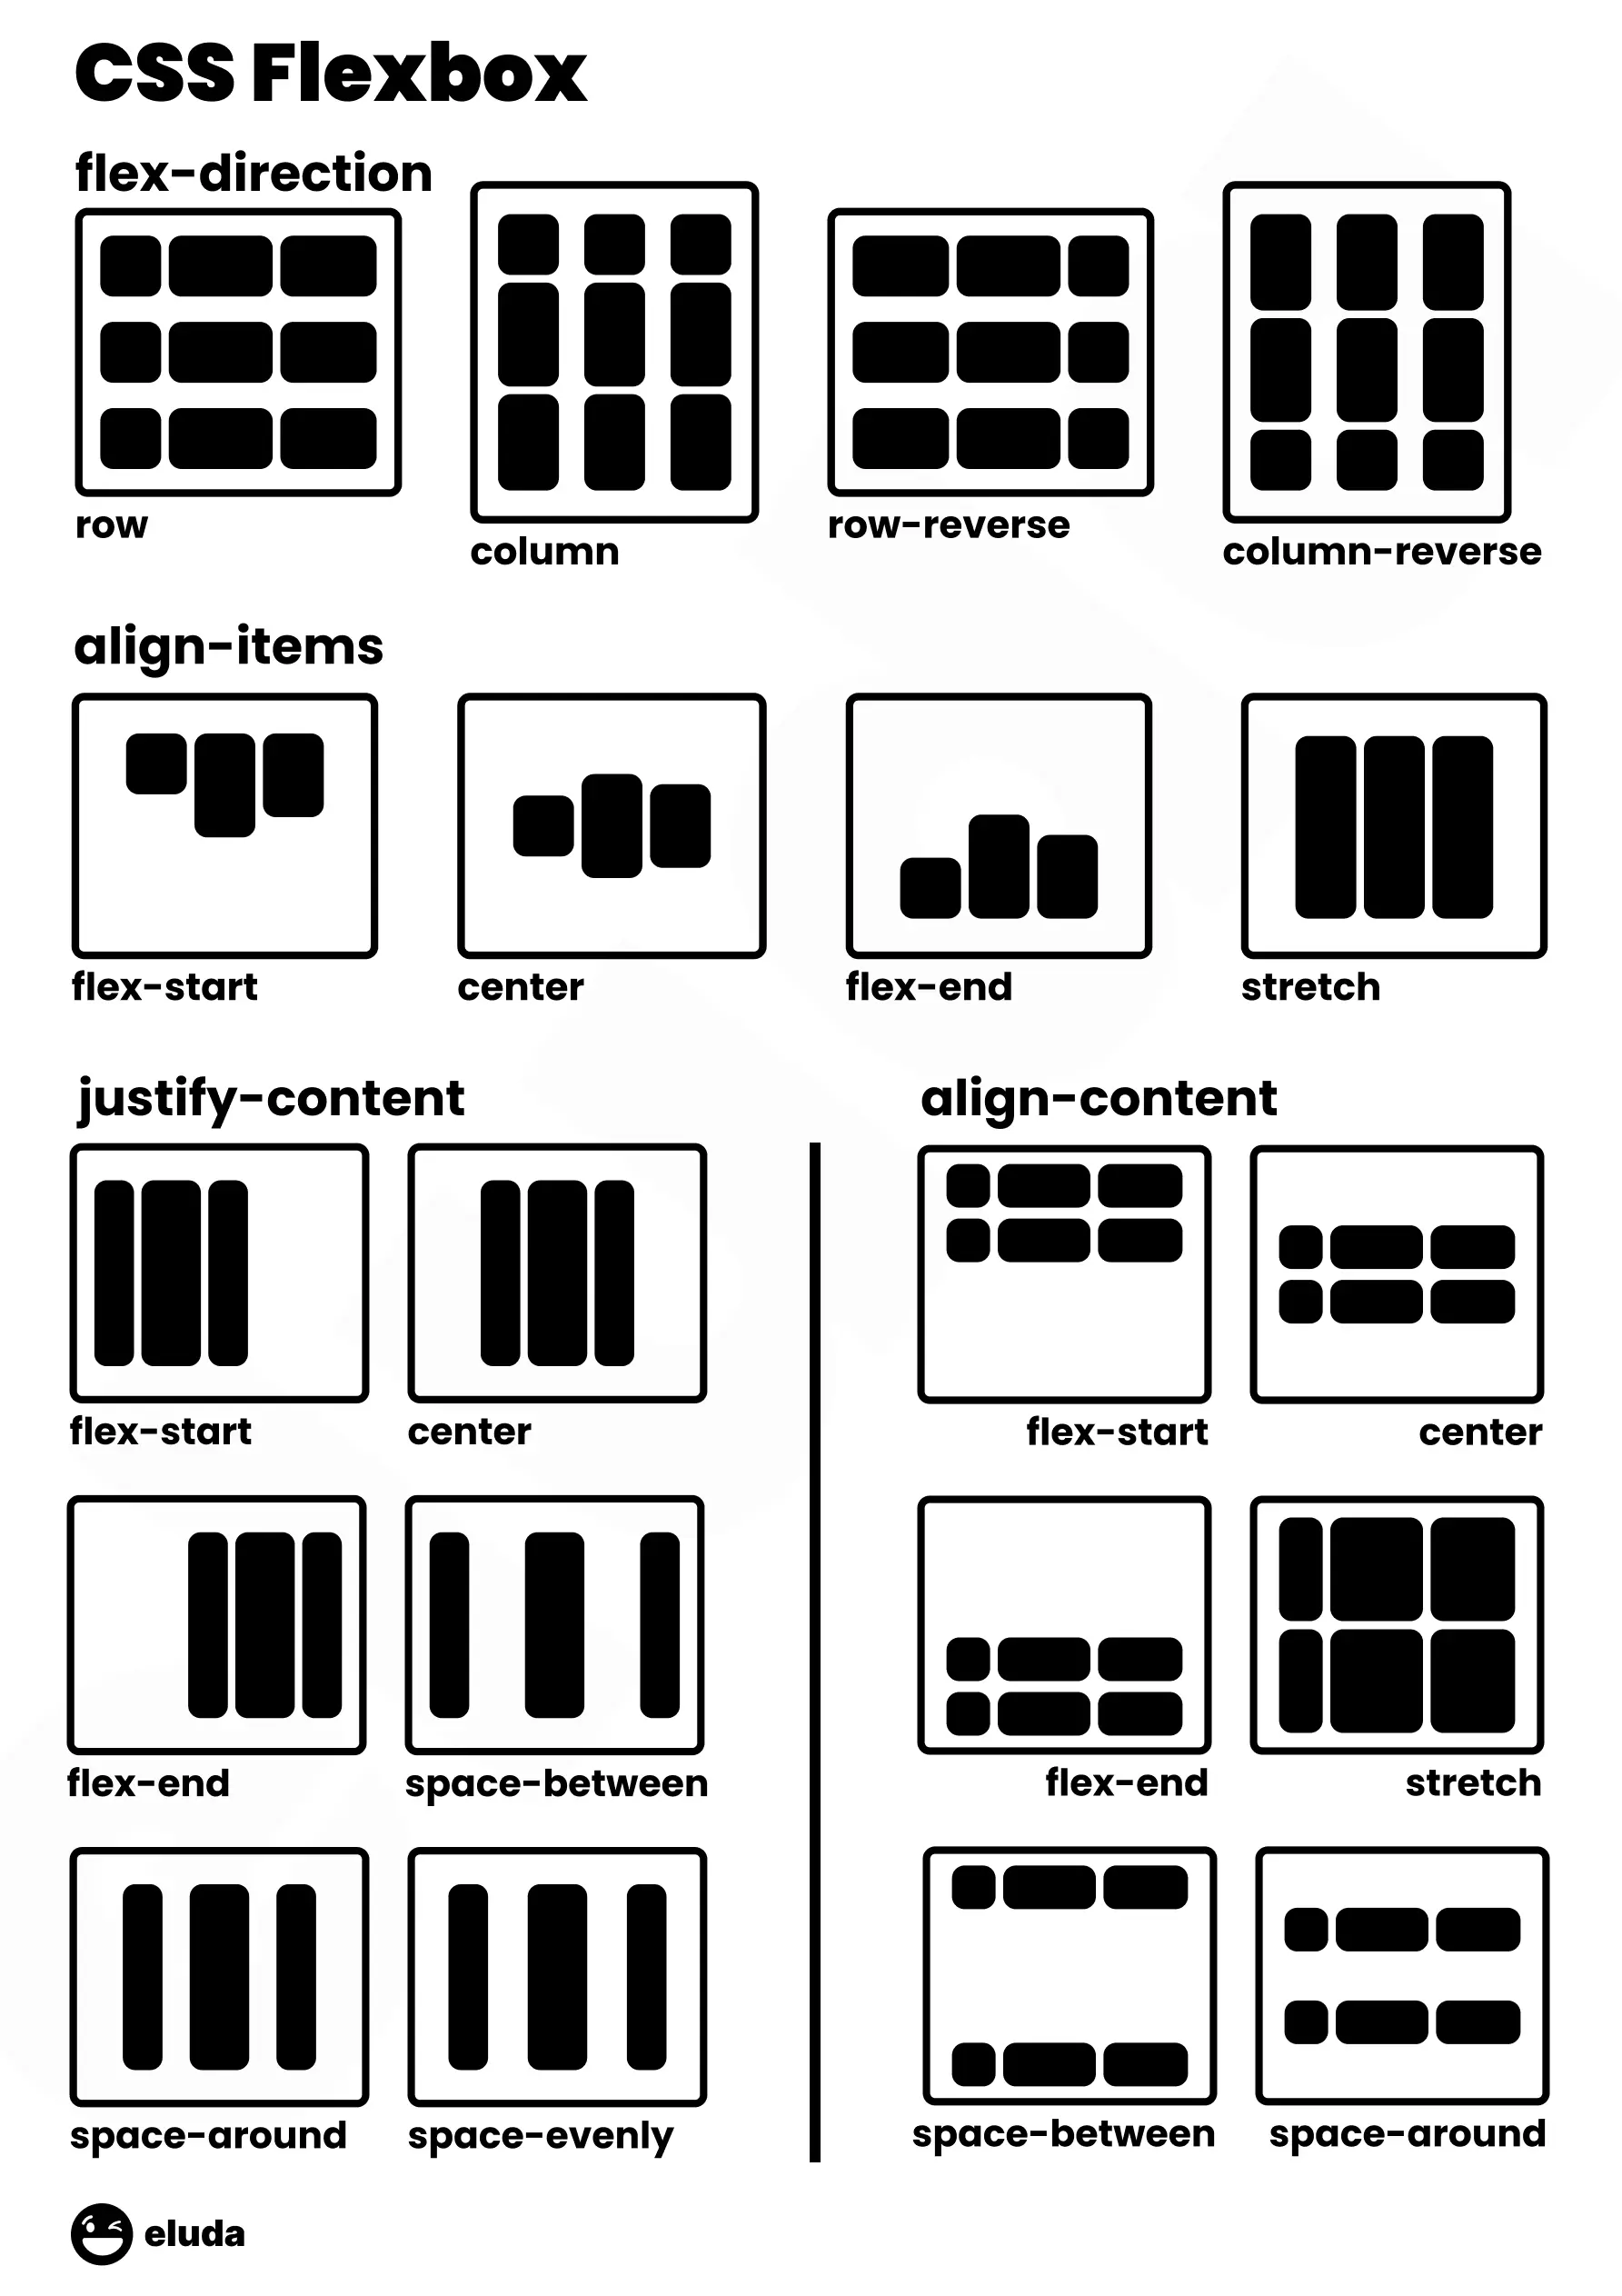 CSS Flexbox
flex-direction
row
column
row-reverse
column-reverse
align-items
flex-start
center
flex-end
stretch
justify-content
flex-start
center
flex-end
space-between
space-around
space-evenly
align-content
flex-start
center
flex-end
stretch
space-between
space-around
eluda